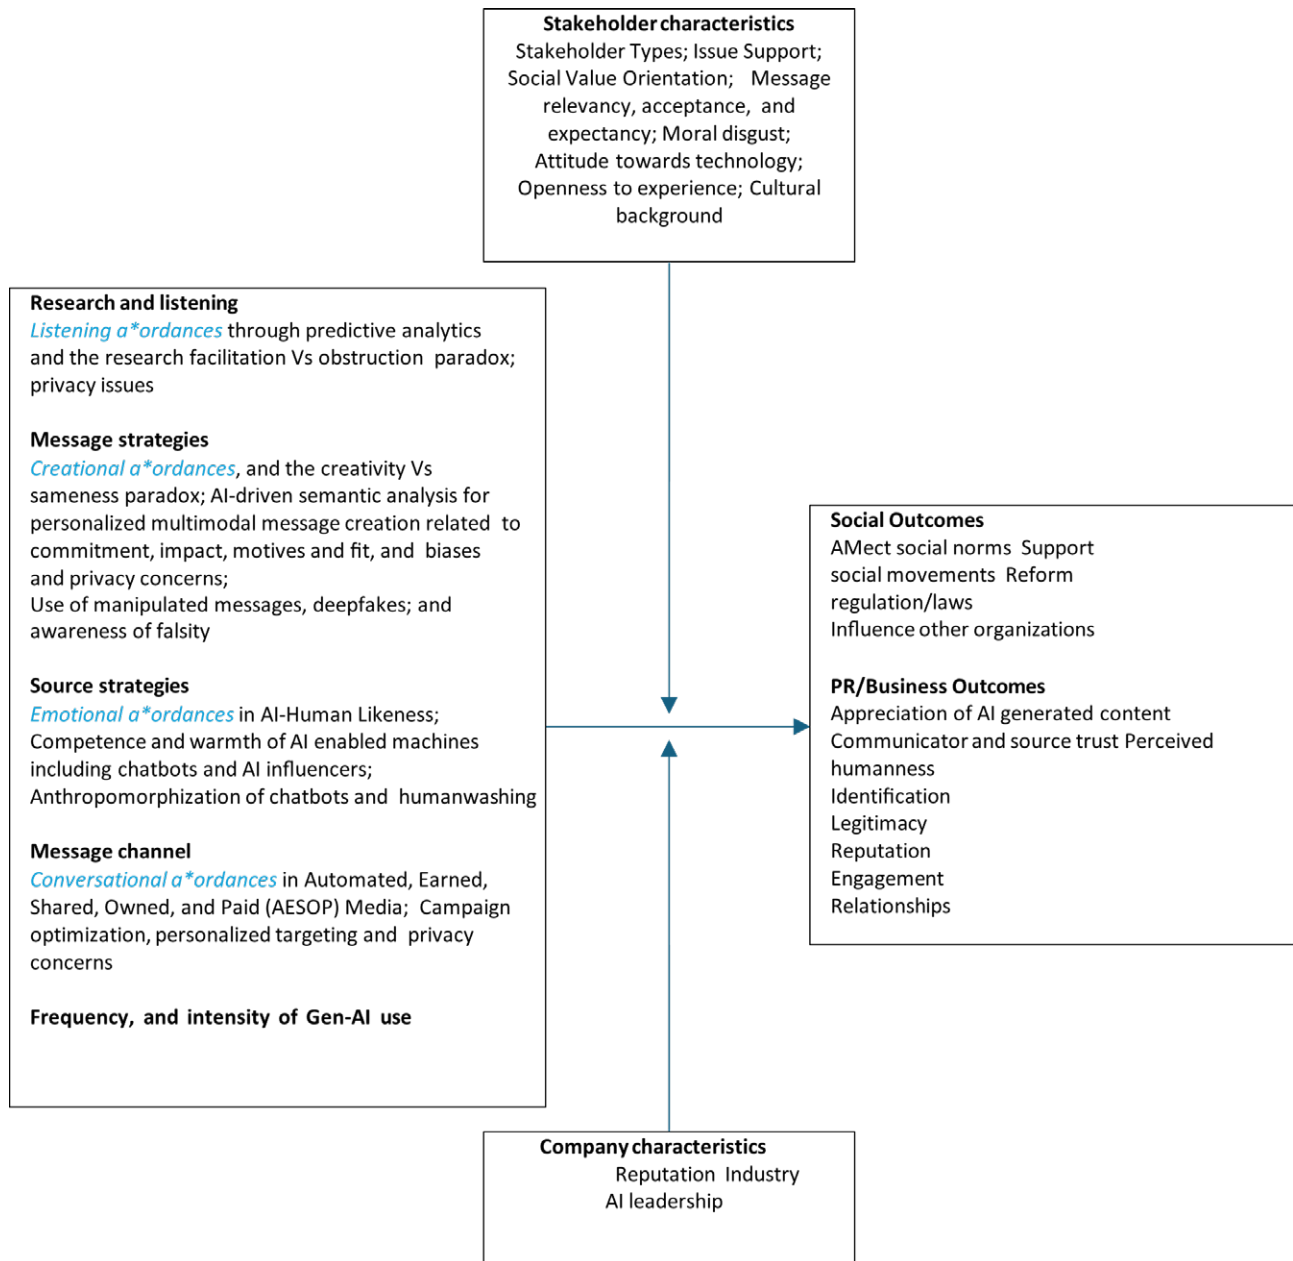 Stakeholder characteristics
Stakeholder Types; Issue Support;
Social Value Orientation; Message
relevancy, acceptance, and
expectancy; Moral disgust;
Attitude towards technology;
Openness to experience; Cultural
background
Research and listening
Listening a*ordances through predictive analytics
and the research facilitation Vs obstruction paradox;
privacy issues
Message strategies
Creational a*ordances, and the creativity Vs
sameness paradox; AI-driven semantic analysis for
personalized multimodal message creation related to
commitment, impact, motives and fit, and biases
and privacy concerns;
Use of manipulated messages, deepfakes; and
awareness of falsity
Source strategies
Emotional a*ordances in AI-Human Likeness;
Competence and warmth of AI enabled machines
including chatbots and AI influencers;
Anthropomorphization of chatbots and humanwashing
Message channel
Conversational a*ordances in Automated, Earned,
Shared, Owned, and Paid (AESOP) Media; Campaign
optimization, personalized targeting and privacy
concerns
Frequency, and intensity of Gen-AI use
Social Outcomes
AMect social norms Support
social movements Reform
regulation/laws
Influence other organizations
PR/Business Outcomes
Appreciation of AI generated content
Communicator and source trust Perceived
humanness
Identification
Legitimacy
Reputation
Engagement
Relationships
Company characteristics
Reputation Industry
AI leadership